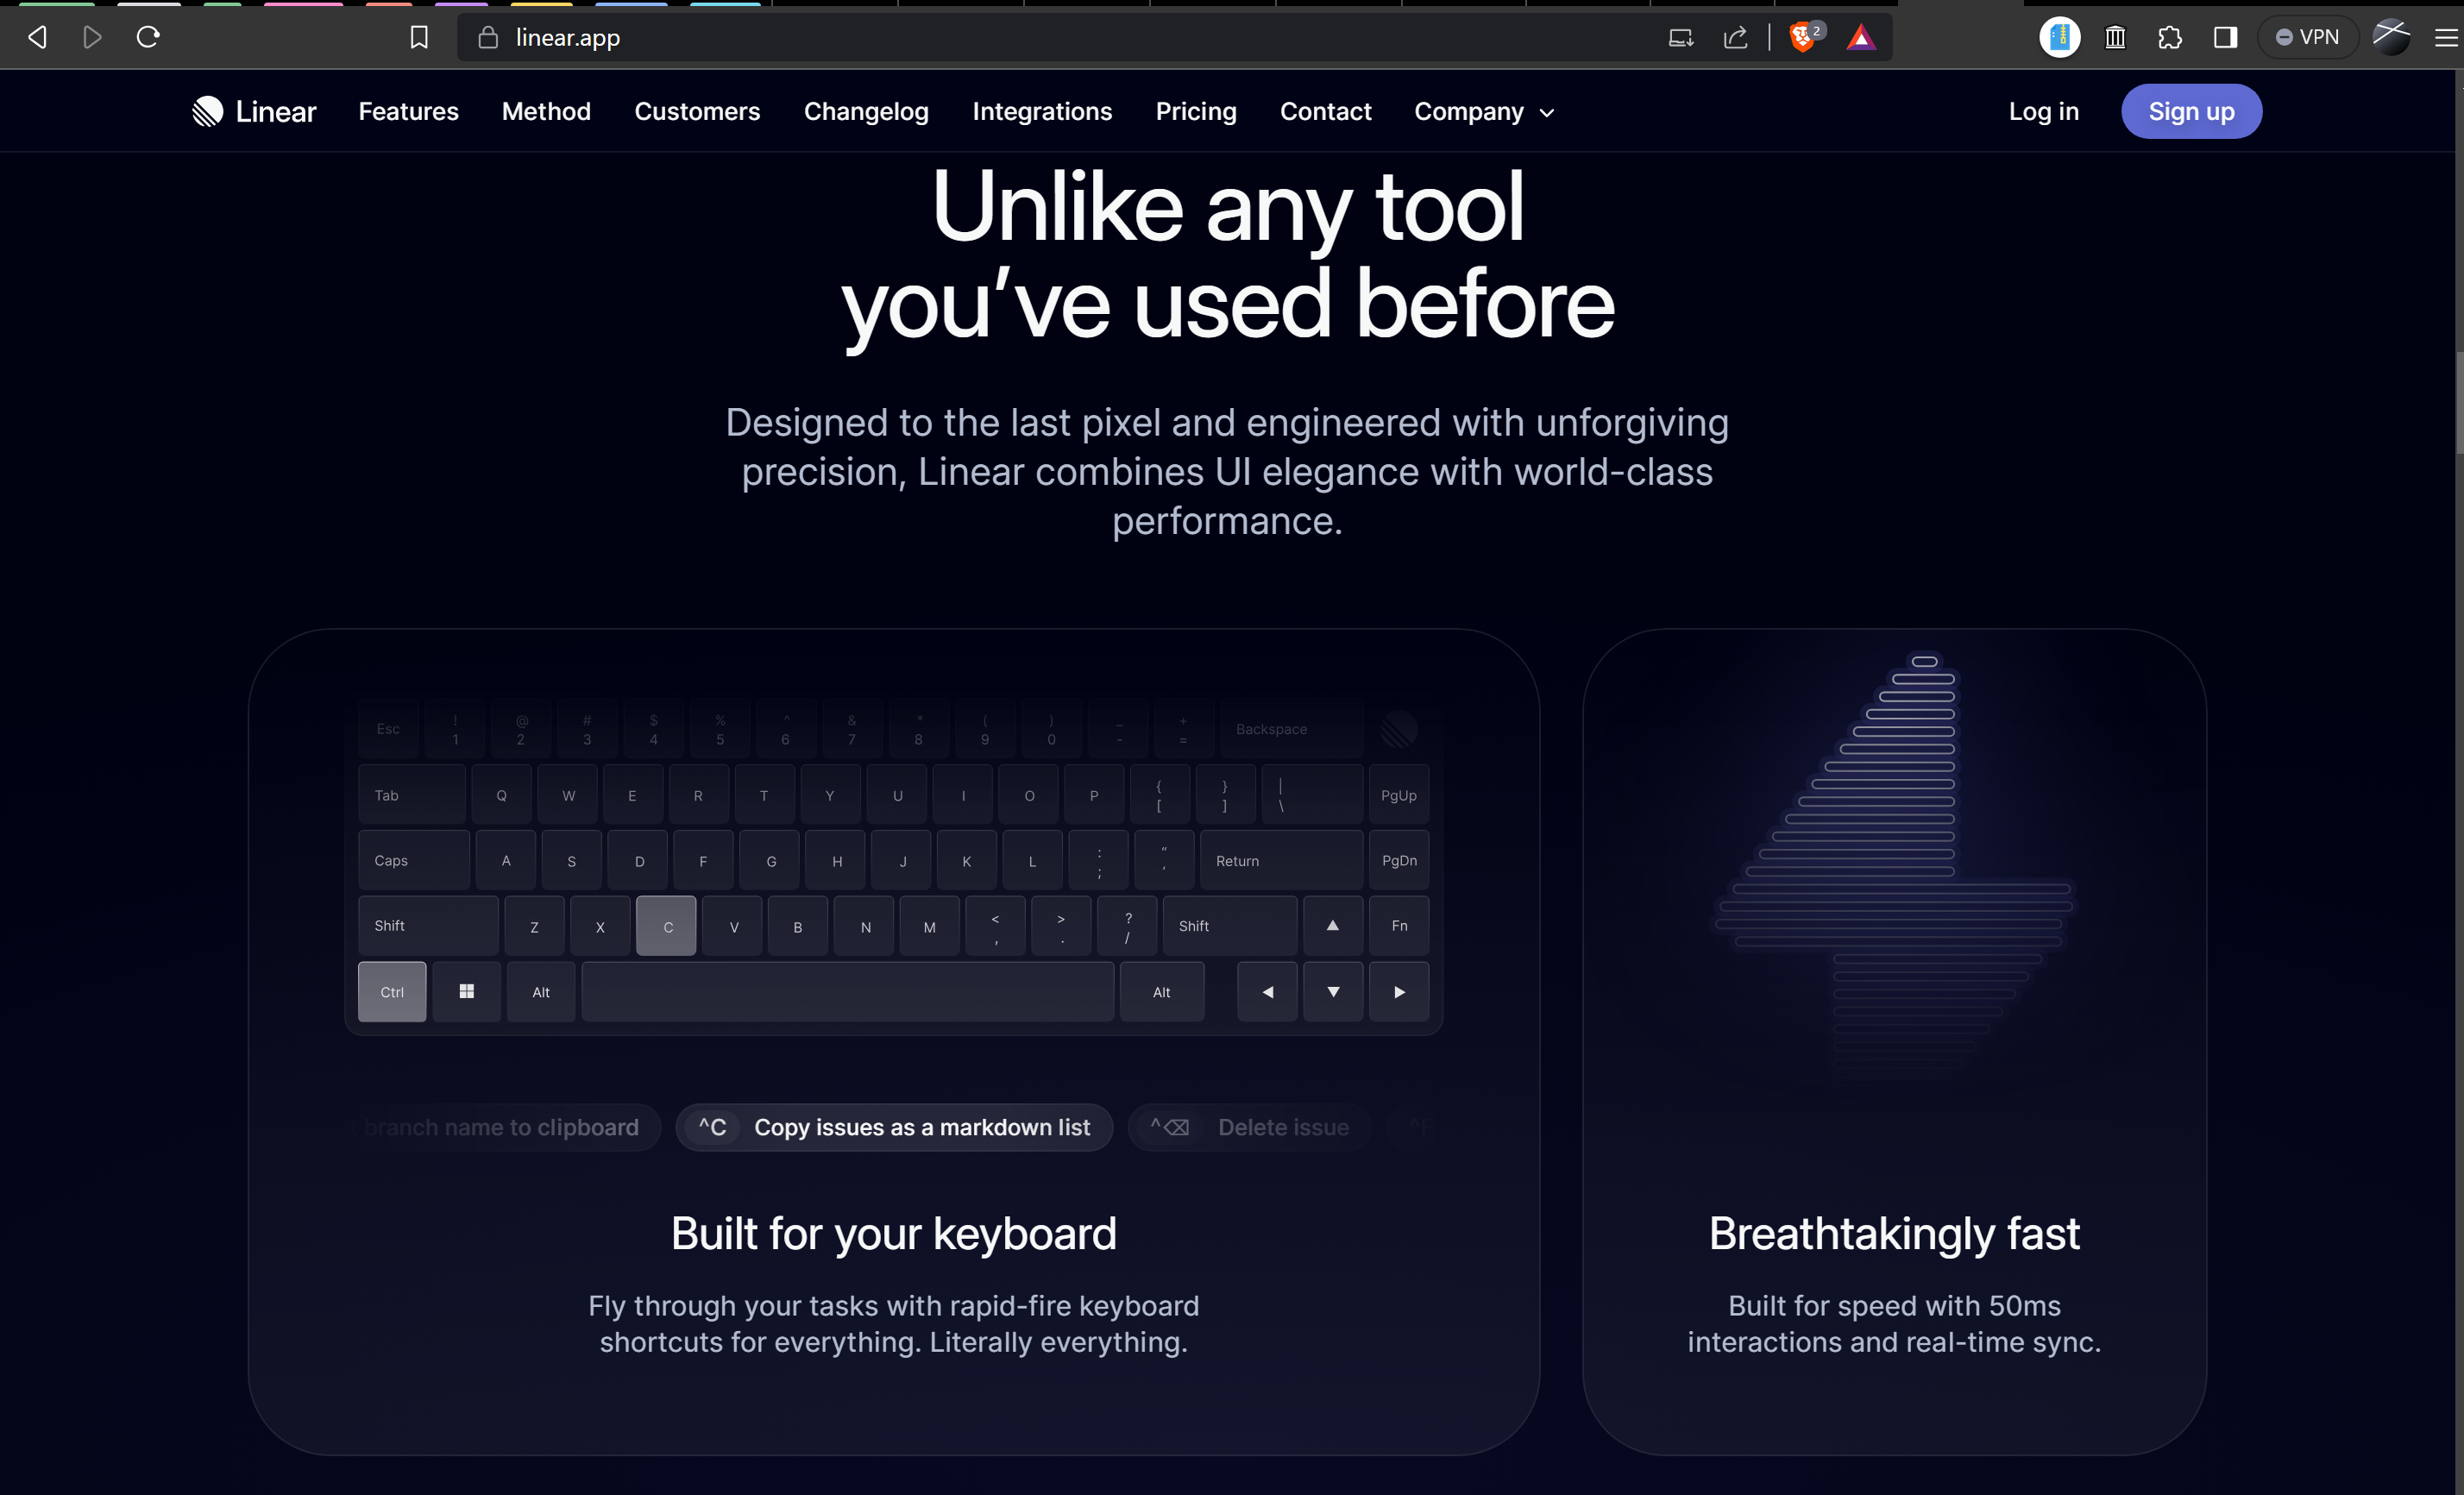 linear.app
2
VPN
Linear Features Method Customers Changelog Integrations Pricing Contact Company Log in Sign up
Unlike any tool
you’ve used before
Designed to the last pixel and engineered with unforgiving
precision, Linear combines UI elegance with world-class
performance.
Esc ! 1 @ 2 # 3 $ 4 % 5 ^ 6 & 7 * 8 ( 9 ) 0 _ - + = Backspace
Tab Q W E R T Y U I O P { [ } ] | \ PgUp
Caps A S D F G H J K L : ; “ ‘ Return PgDn
Shift Z X C V B N M < , > . ? / Shift ▲ Fn
Ctrl Alt Alt ◀ ▼ ▶
branch name to clipboard ^C Copy issues as a markdown list ^⌫ Delete issue ^F
Built for your keyboard
Fly through your tasks with rapid-fire keyboard
shortcuts for everything. Literally everything.
Breathtakingly fast
Built for speed with 50ms
interactions and real-time sync.